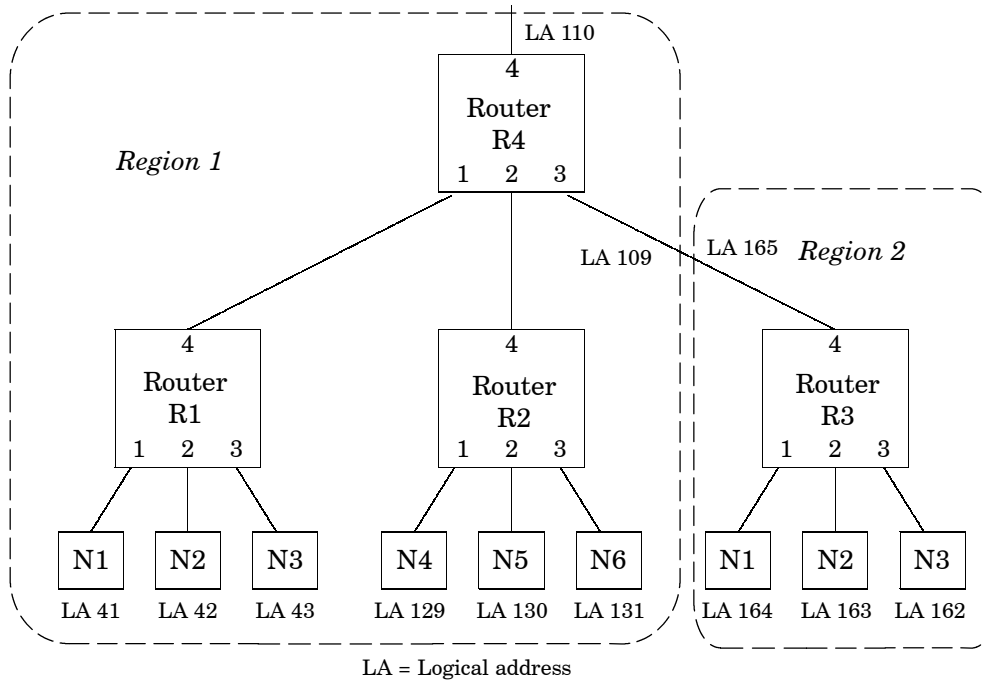 LA 110
4
Router
R4
1 2 3
Region 1
LA 109
LA 165
Region 2
4
Router
R1
1 2 3
4
Router
R2
1 2 3
4
Router
R3
1 2 3
N1 N2 N3 N4 N5 N6 N1 N2 N3
LA 41 LA 42 LA 43 LA 129 LA 130 LA 131 LA 164 LA 163 LA 162
LA = Logical address